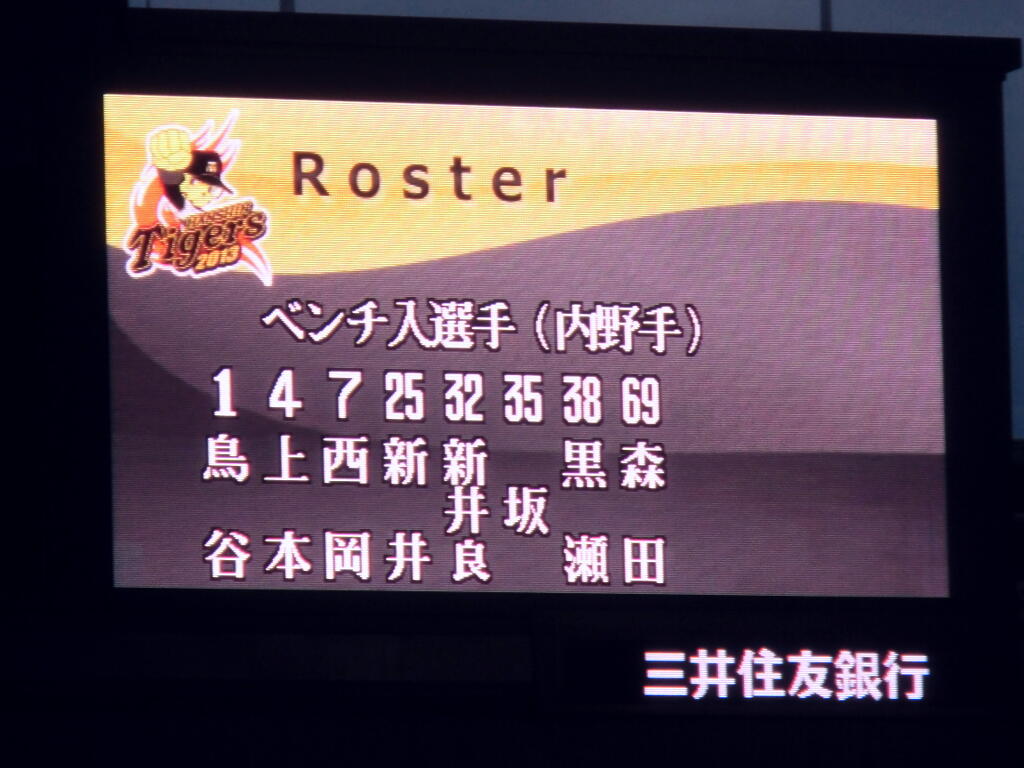 Roster
HANSHIN
Tigers
2013
ベンチ入選手（内野手）
1 4 7 25 32 35 38 69
鳥谷 上本 西岡 新井 新井良 坂 黒瀬 森田
三井住友銀行